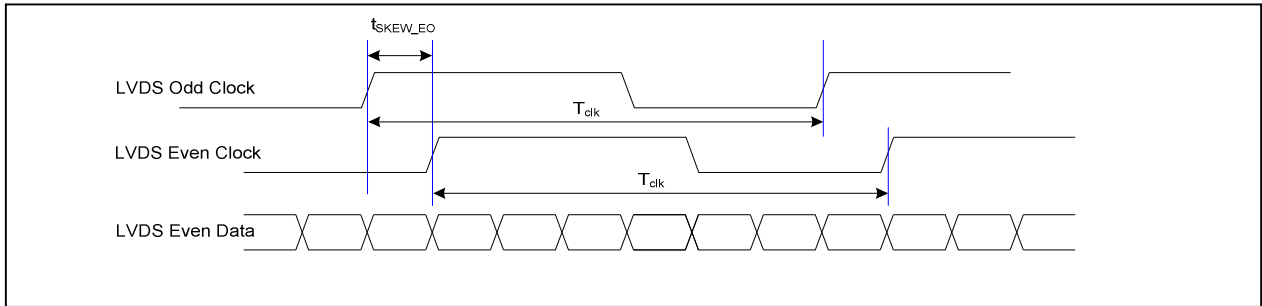 tSKEW_EO
LVDS Odd Clock
Tclk
LVDS Even Clock
Tclk
LVDS Even Data